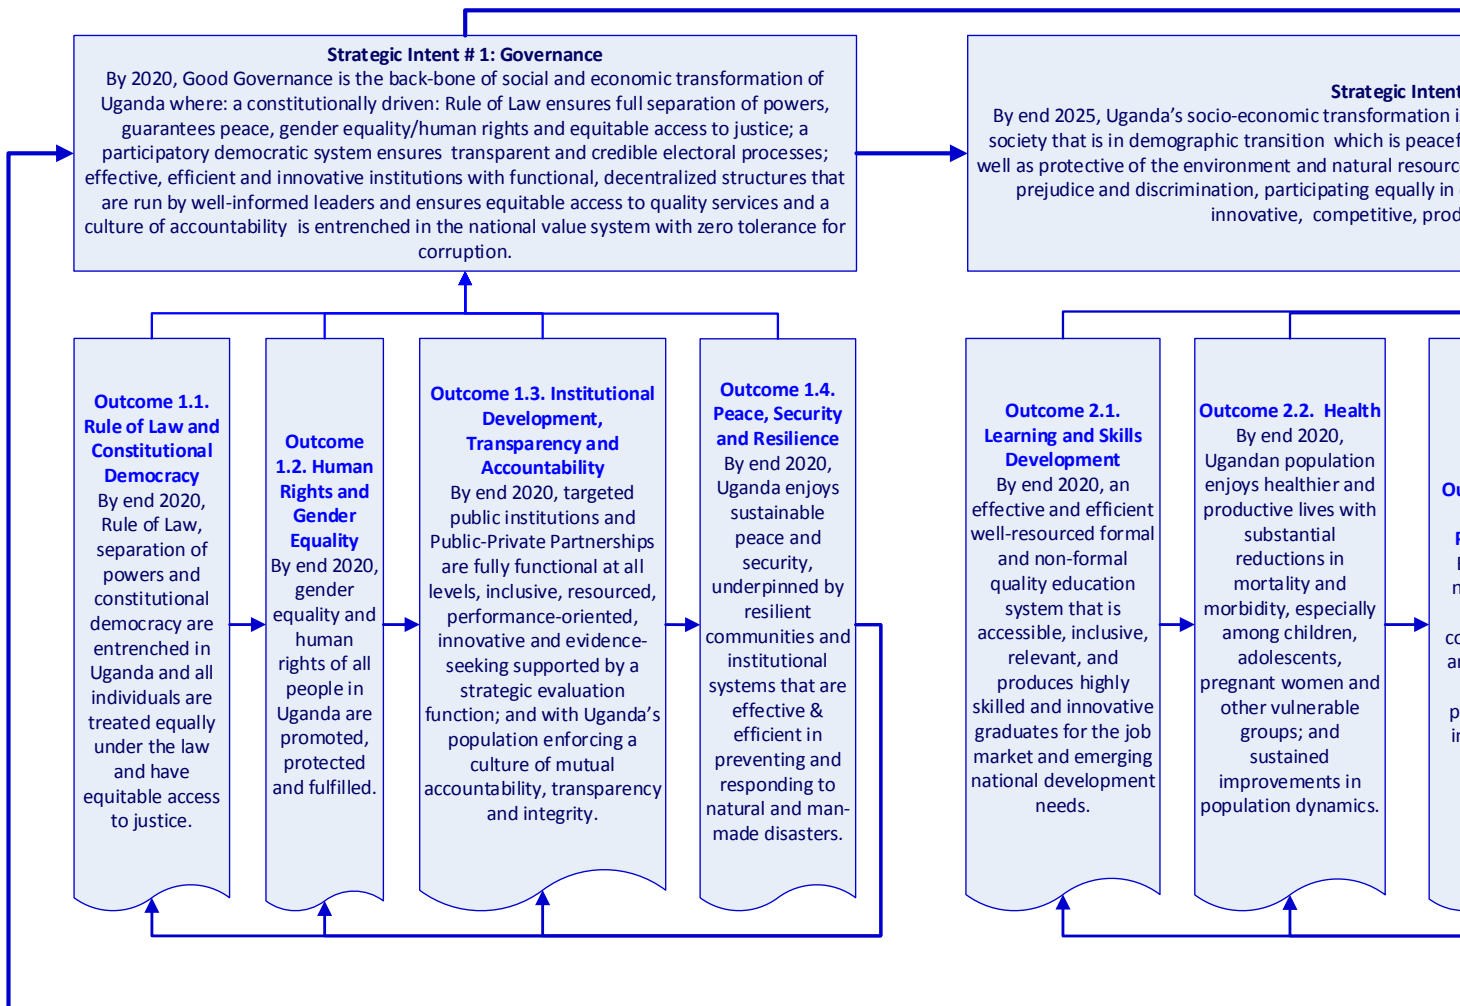 Strategic Intent # 1: Governance
By 2020, Good Governance is the back-bone of social and economic transformation of
Uganda where: a constitutionally driven: Rule of Law ensures full separation of powers,
guarantees peace, gender equality/human rights and equitable access to justice; a
participatory democratic system ensures transparent and credible electoral processes;
effective, efficient and innovative institutions with functional, decentralized structures that
are run by well-informed leaders and ensures equitable access to quality services and a
culture of accountability is entrenched in the national value system with zero tolerance for
corruption.
Strategic Intent
By end 2025, Uganda's socio-economic transformation
society that is in demographic transition which is
well as protective of the environment and natural
prejudice and discrimination, participating equally in
innovative, competitive,
Outcome 1.1.
Rule of Law and
Constitutional
Democracy
By end 2020,
Rule of Law,
separation of
powers and
constitutional
democracy are
entrenched in
Uganda and all
individuals are
treated equally
under the law
and have
equitable access
to justice.
Outcome
1.2. Human
Rights and
Gender
Equality
By end 2020,
gender
equality and
human
rights of all
people in
Uganda are
promoted,
protected
and fulfilled.
Outcome 1.3. Institutional
Development,
Transparency and
Accountability
By end 2020, targeted
public institutions and
Public-Private Partnerships
are fully functional at all
levels, inclusive, resourced,
performance-oriented,
innovative and evidence-
seeking supported by a
strategic evaluation
function; and with Uganda's
population enforcing a
culture of mutual
accountability, transparency
and integrity.
Outcome 1.4.
Peace, Security
and Resilience
By end 2020,
Uganda enjoys
sustainable
peace and
security,
underpinned by
resilient
communities and
institutional
systems that are
effective &
efficient in
preventing and
responding to
natural and man-
made disasters.
Outcome 2.1.
Learning and Skills
Development
By end 2020, an
effective and efficient
well-resourced formal
and non-formal
quality education
system that is
accessible, inclusive,
relevant, and
produces highly
skilled and innovative
graduates for the job
market and emerging
national development
needs.
Outcome 2.2. Health
By end 2020,
Ugandan population
enjoys healthier and
productive lives with
substantial
reductions in
mortality and
morbidity, especially
among children,
adolescents,
pregnant women and
other vulnerable
groups; and
sustained
improvements in
population dynamics.